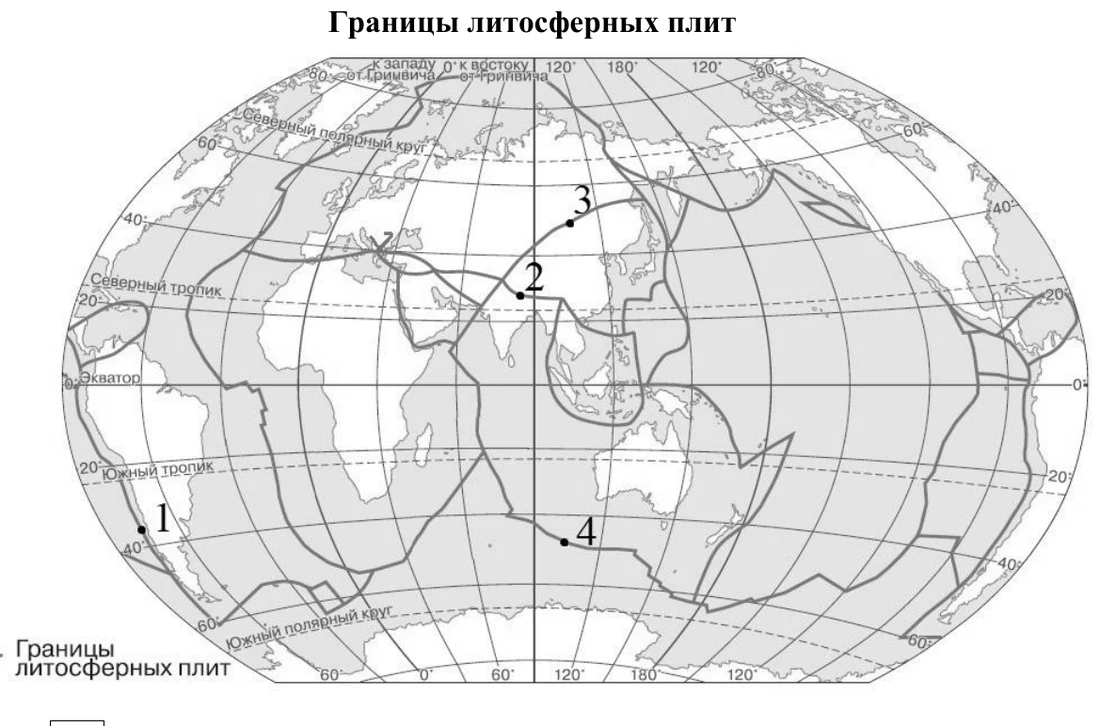 Границы литосферных плит
к западу 0° к востоку
от Гринвича от Гринвича
120° 180° 120°
80° 80°
Северный полярный круг
60° 60°
3
40° 40°
2
Северный тропик
20° 20°
Экватор
0° 0°
20° Южный тропик 20°
1
4
40° 40°
60° Южный полярный круг 60°
60° 0° 60° 120° 180° 120°
Границы
литосферных плит